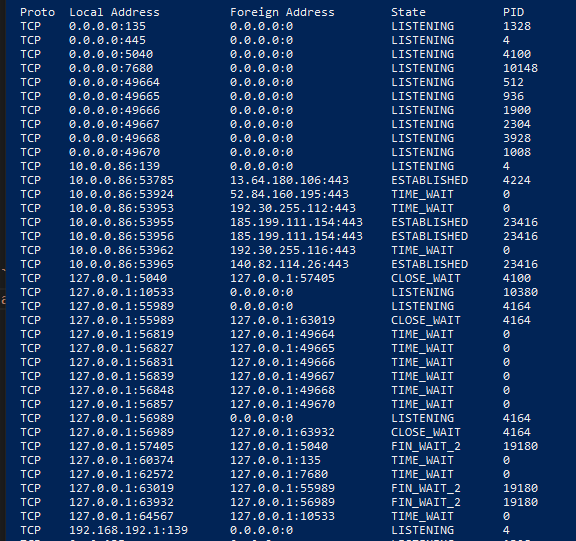 Proto Local Address Foreign Address State PID
TCP 0.0.0.0:135 0.0.0.0:0 LISTENING 1328
TCP 0.0.0.0:445 0.0.0.0:0 LISTENING 4
TCP 0.0.0.0:5040 0.0.0.0:0 LISTENING 4100
TCP 0.0.0.0:7680 0.0.0.0:0 LISTENING 10148
TCP 0.0.0.0:49664 0.0.0.0:0 LISTENING 512
TCP 0.0.0.0:49665 0.0.0.0:0 LISTENING 936
TCP 0.0.0.0:49666 0.0.0.0:0 LISTENING 1900
TCP 0.0.0.0:49667 0.0.0.0:0 LISTENING 2304
TCP 0.0.0.0:49668 0.0.0.0:0 LISTENING 3928
TCP 0.0.0.0:49670 0.0.0.0:0 LISTENING 1008
TCP 10.0.0.86:139 0.0.0.0:0 LISTENING 4
TCP 10.0.0.86:53785 13.64.180.106:443 ESTABLISHED 4224
TCP 10.0.0.86:53924 52.84.160.195:443 TIME_WAIT 0
TCP 10.0.0.86:53953 192.30.255.112:443 TIME_WAIT 0
TCP 10.0.0.86:53955 185.199.111.154:443 ESTABLISHED 23416
TCP 10.0.0.86:53956 185.199.111.154:443 ESTABLISHED 23416
TCP 10.0.0.86:53962 192.30.255.116:443 TIME_WAIT 0
TCP 10.0.0.86:53965 140.82.114.26:443 ESTABLISHED 23416
TCP 127.0.0.1:5040 127.0.0.1:57405 CLOSE_WAIT 4100
TCP 127.0.0.1:10533 0.0.0.0:0 LISTENING 10380
TCP 127.0.0.1:55989 0.0.0.0:0 LISTENING 4164
TCP 127.0.0.1:55989 127.0.0.1:63019 CLOSE_WAIT 4164
TCP 127.0.0.1:56819 127.0.0.1:49664 TIME_WAIT 0
TCP 127.0.0.1:56827 127.0.0.1:49665 TIME_WAIT 0
TCP 127.0.0.1:56831 127.0.0.1:49666 TIME_WAIT 0
TCP 127.0.0.1:56839 127.0.0.1:49667 TIME_WAIT 0
TCP 127.0.0.1:56848 127.0.0.1:49668 TIME_WAIT 0
TCP 127.0.0.1:56857 127.0.0.1:49670 TIME_WAIT 0
TCP 127.0.0.1:56989 0.0.0.0:0 LISTENING 4164
TCP 127.0.0.1:56989 127.0.0.1:63932 CLOSE_WAIT 4164
TCP 127.0.0.1:57405 127.0.0.1:5040 FIN_WAIT_2 19180
TCP 127.0.0.1:60374 127.0.0.1:135 TIME_WAIT 0
TCP 127.0.0.1:62572 127.0.0.1:7680 TIME_WAIT 0
TCP 127.0.0.1:63019 127.0.0.1:55989 FIN_WAIT_2 19180
TCP 127.0.0.1:63932 127.0.0.1:56989 FIN_WAIT_2 19180
TCP 127.0.0.1:64567 127.0.0.1:10533 TIME_WAIT 0
TCP 192.168.192.1:139 0.0.0.0:0 LISTENING 4